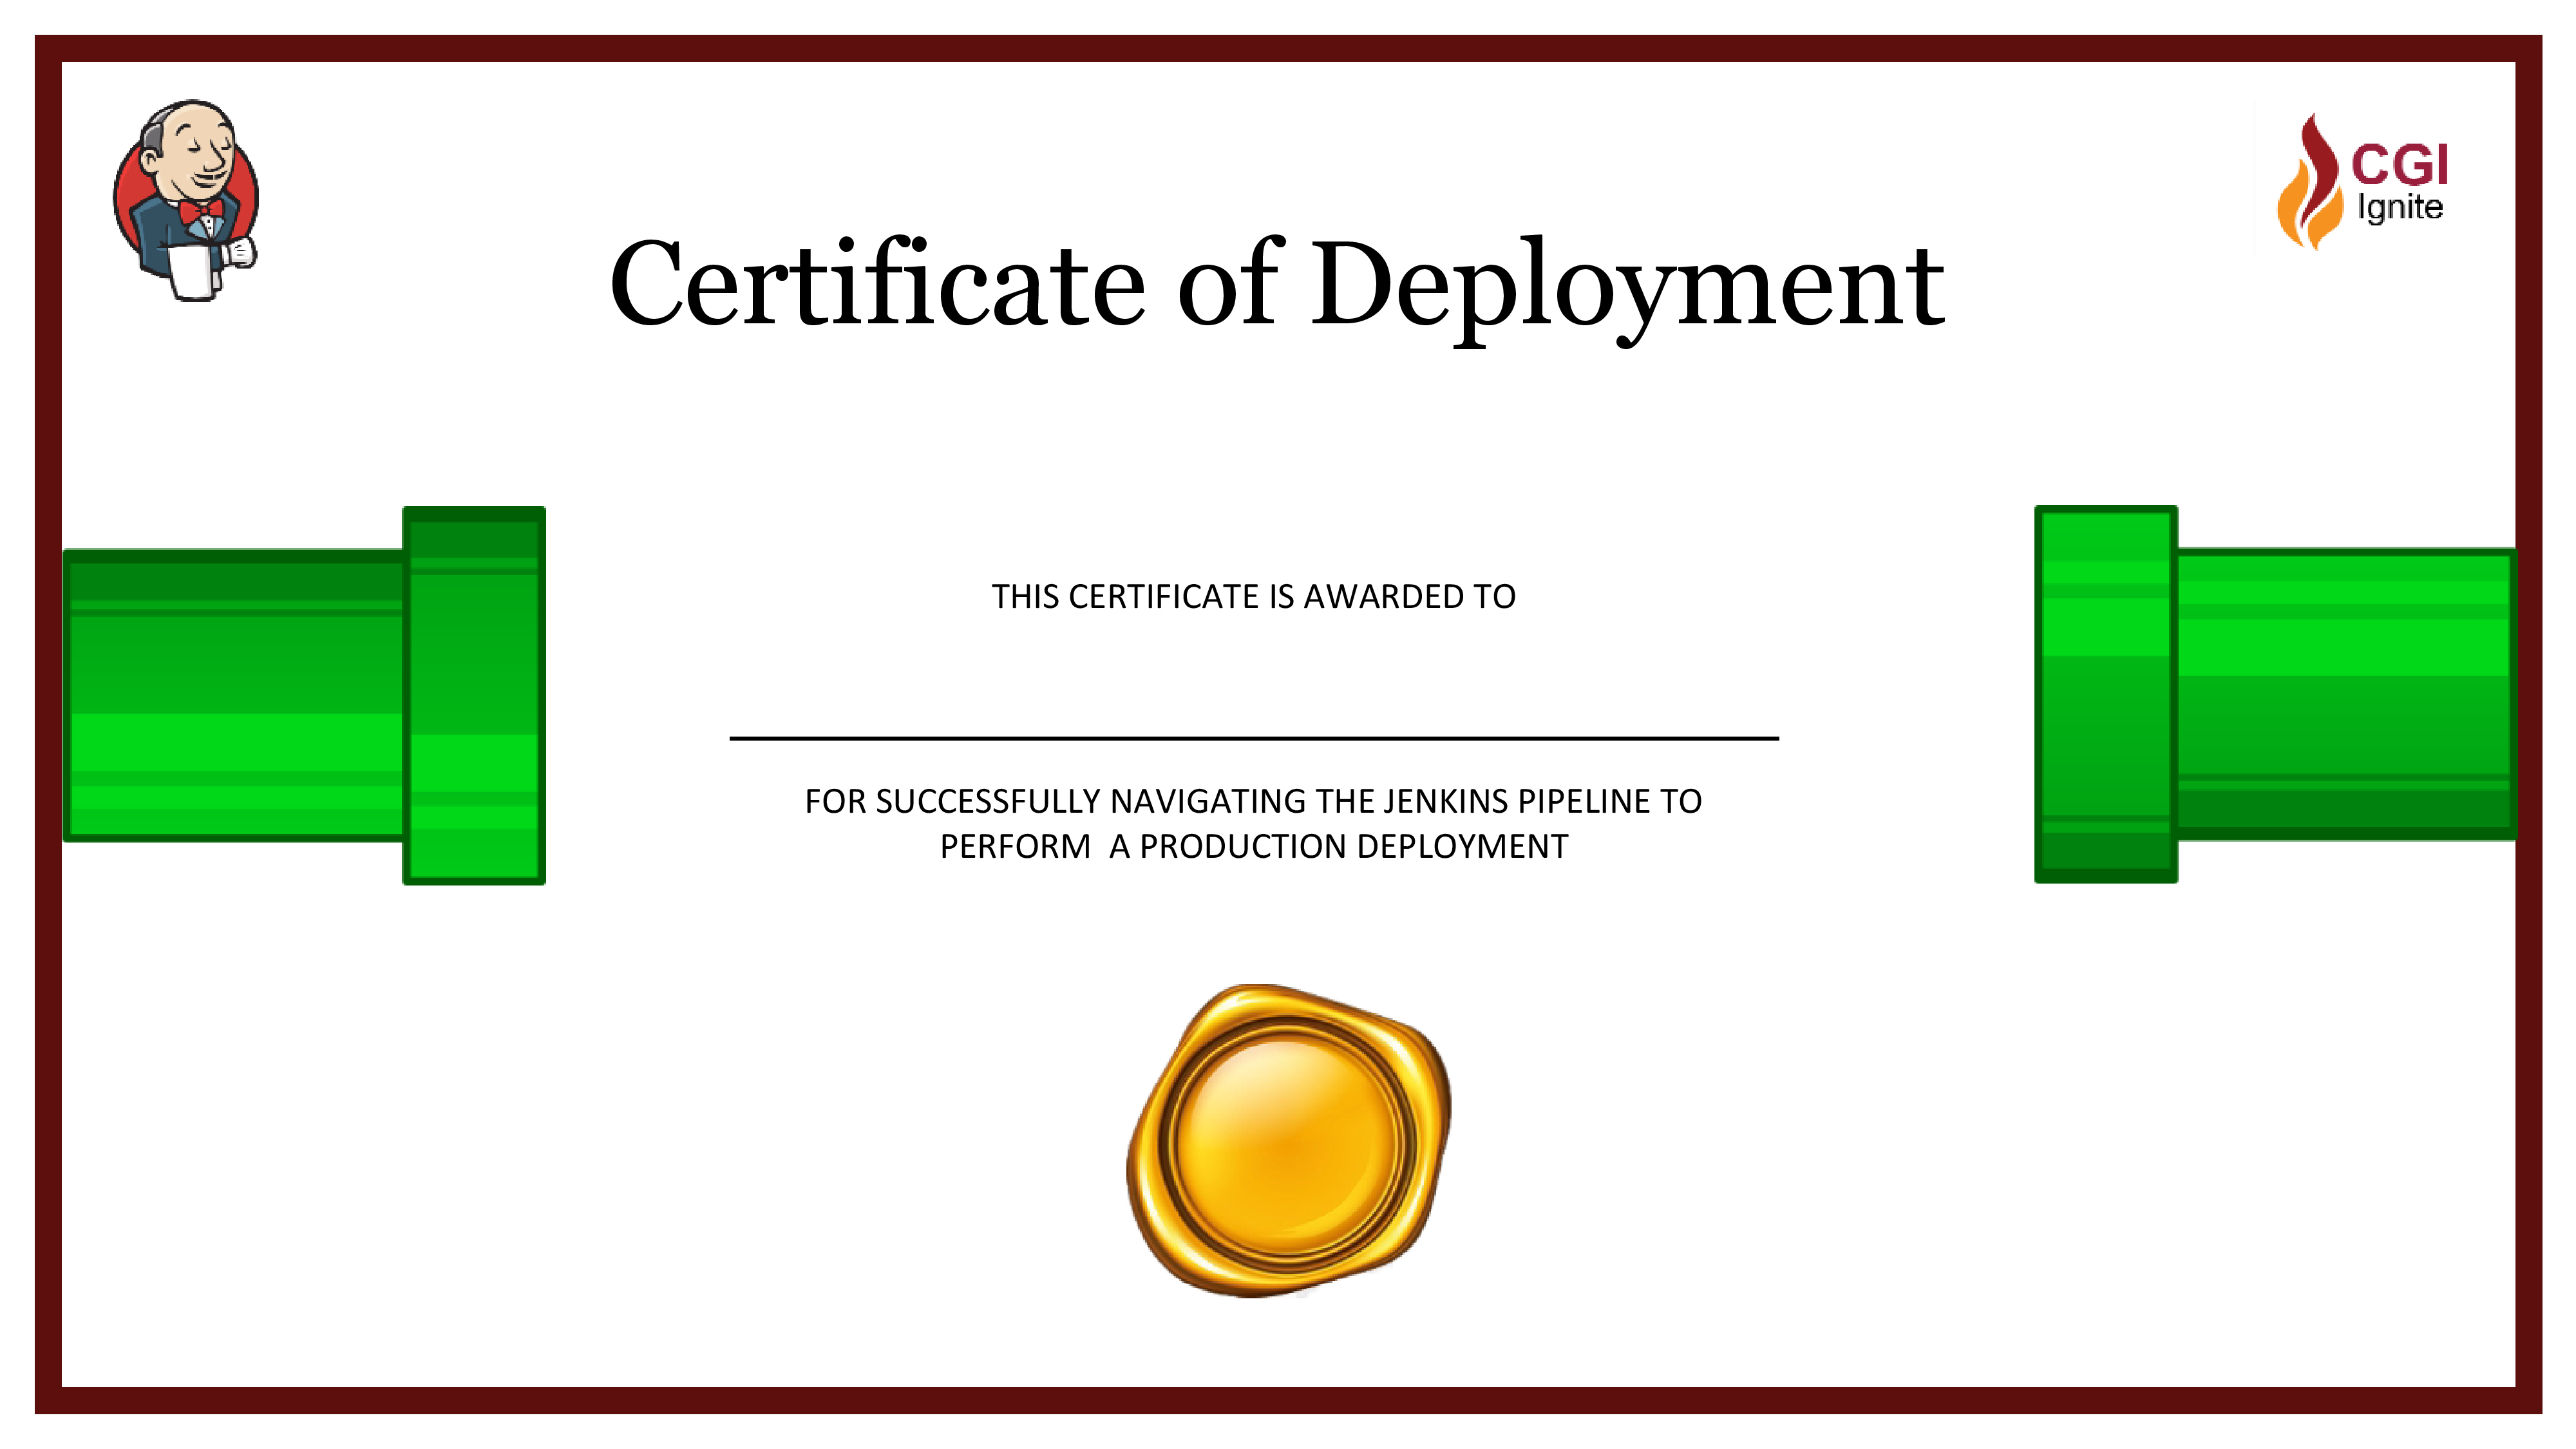 CGI
Ignite
Certificate of Deployment
THIS CERTIFICATE IS AWARDED TO
FOR SUCCESSFULLY NAVIGATING THE JENKINS PIPELINE TO
PERFORM  A PRODUCTION DEPLOYMENT